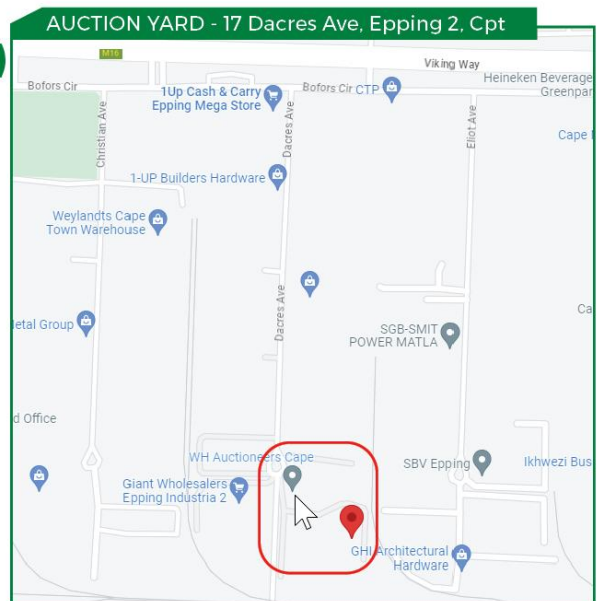 AUCTION YARD - 17 Dacres Ave, Epping 2, Cpt
M16
Viking Way
Bofors Cir
1Up Cash & Carry
Epping Mega Store
Bofors Cir
CTP
Heineken Beverage
Greenpar
Christian Ave
Dacres Ave
Eliot Ave
Cape
1-UP Builders Hardware
Weylandts Cape
Town Warehouse
Dacres Ave
Ca
etal Group
SGB-SMIT
POWER MATLA
d Office
WH Auctioneers Cape
SBV Epping
Ikhwezi Bus
Giant Wholesalers
Epping Industria 2
GHI Architectural
Hardware